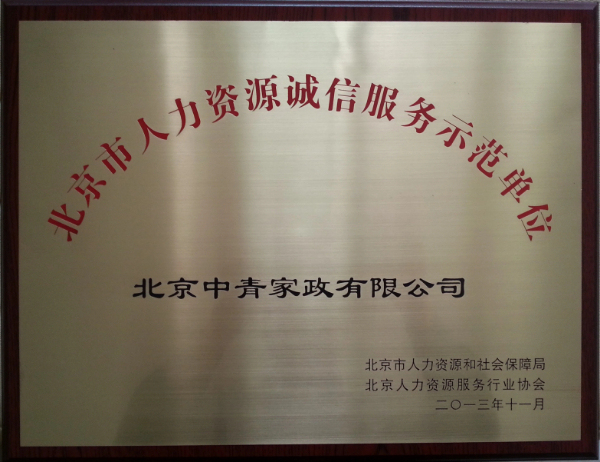 北京市人力资源诚信服务示范单位
北京中青家政有限公司
北京市人力资源和社会保障局
北京人力资源服务行业协会
二〇一三年十一月